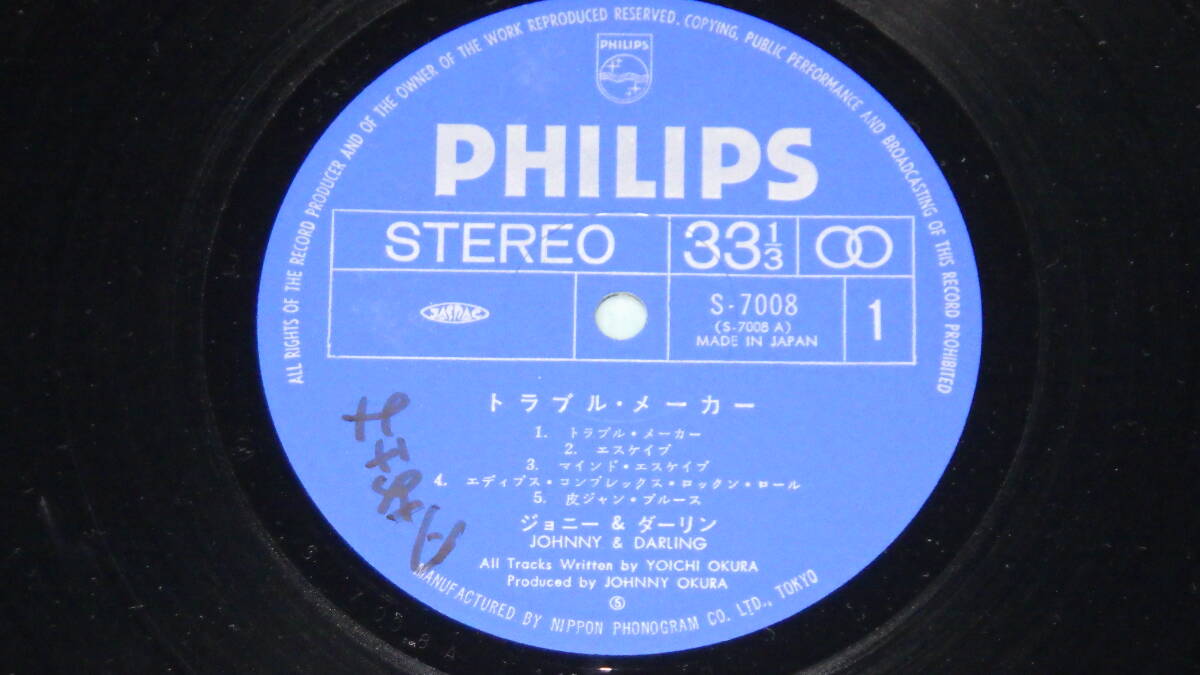 ALL RIGHTS OF THE RECORD PRODUCER AND OF THE OWNER OF THE WORK REPRODUCED RESERVED. COPYING, PUBLIC PERFORMANCE AND BROADCASTING OF THIS RECORD PROHIBITED
PHILIPS
PHILIPS
STEREO 33 1/3
JASRAC S-7008 1
(S-7008 A)
MADE IN JAPAN
トラブル・メーカー
1. トラブル・メーカー
2. エスケイプ
3. マインド・エスケイプ
4. エディプス・コンプレックス・ロックン・ロール
5. 皮ジャン・ブルース
ジョニー & ダーリン
JOHNNY & DARLING
All Tracks Written by YOICHI OKURA
Produced by JOHNNY OKURA
Ⓢ
MANUFACTURED BY NIPPON PHONOGRAM CO. LTD., TOKYO